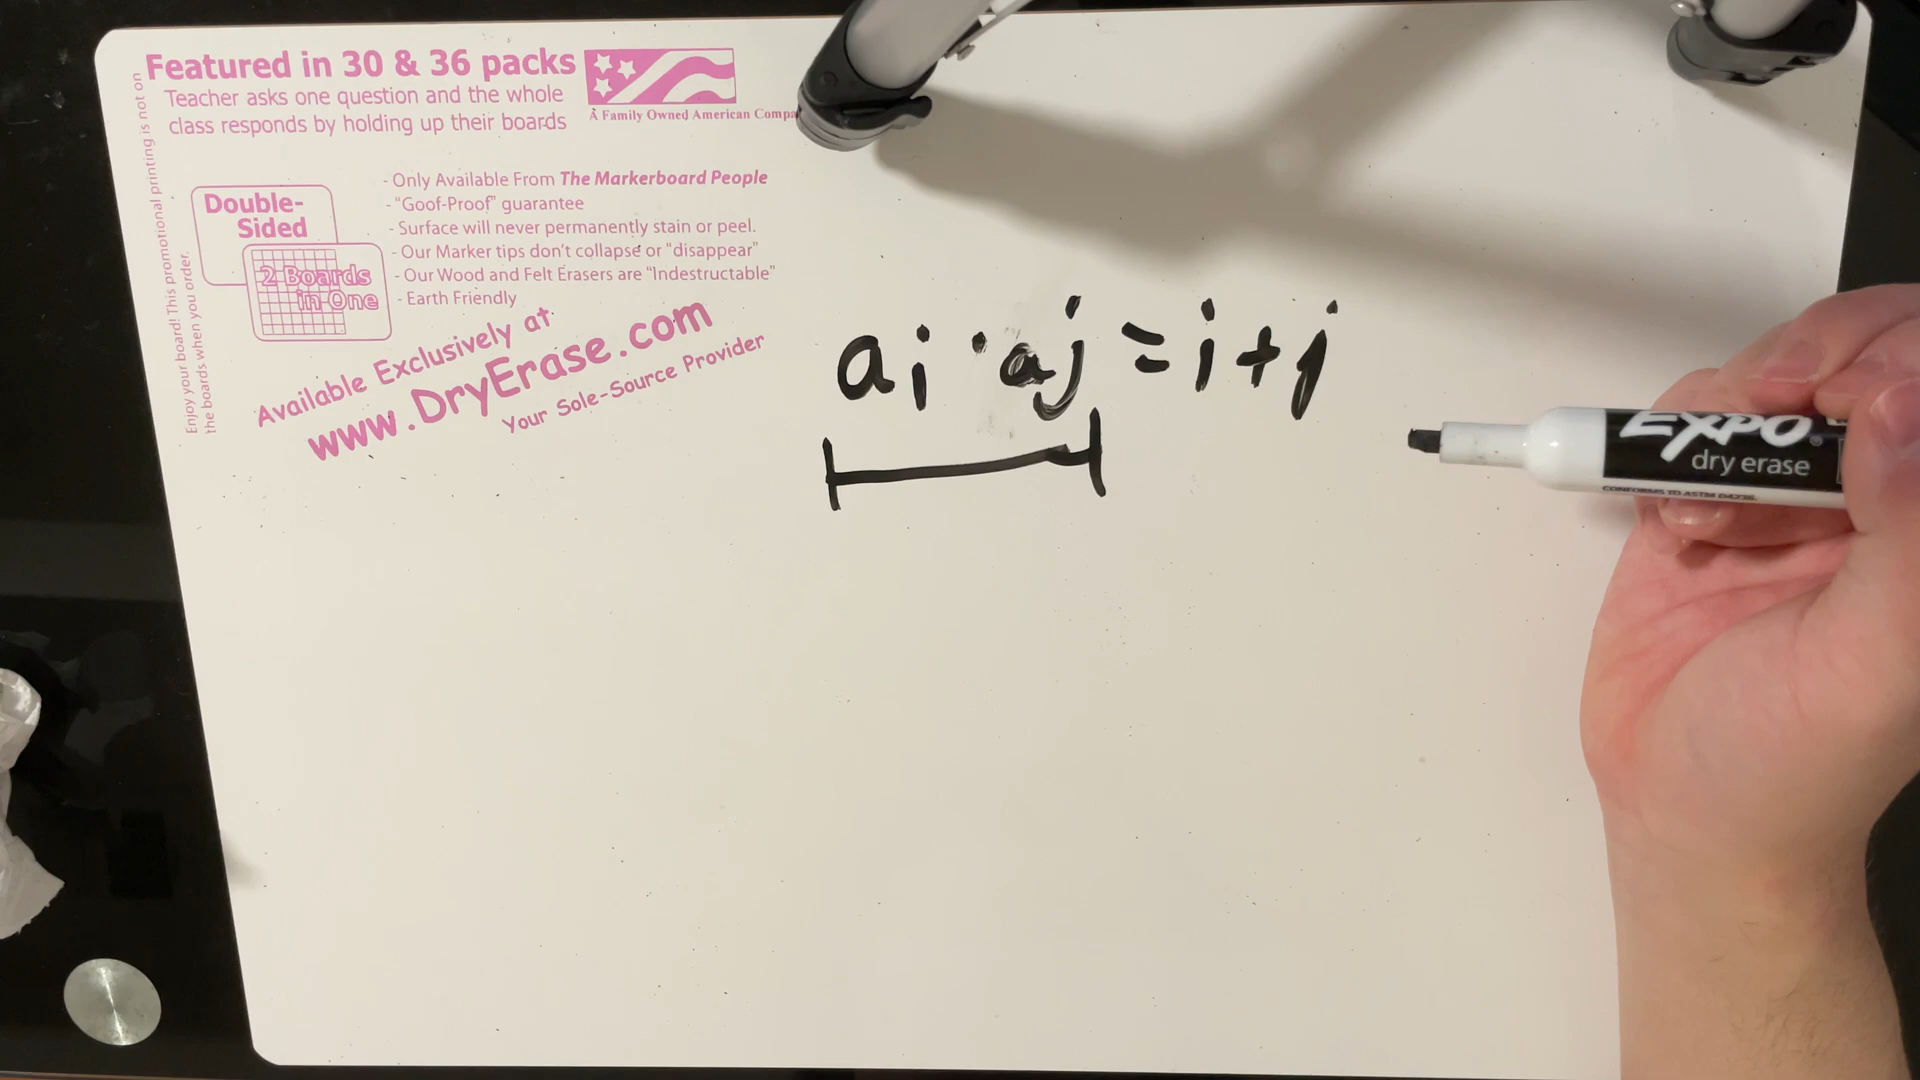 Featured in 30 & 36 packs
Teacher asks one question and the whole
class responds by holding up their boards
A Family Owned American Compa
Enjoy your board! This promotional printing is not on
the boards when you order.
Double-
Sided
2 Boards
in One
- Only Available From The Markerboard People
- "Goof-Proof" guarantee
- Surface will never permanently stain or peel.
- Our Marker tips don't collapse or "disappear"
- Our Wood and Felt Erasers are "Indestructable"
- Earth Friendly
Available Exclusively at
www.DryErase.com
Your Sole-Source Provider
ai · aj = i + j
EXPO®
dry erase
CONFORMS TO ASTM D4236.